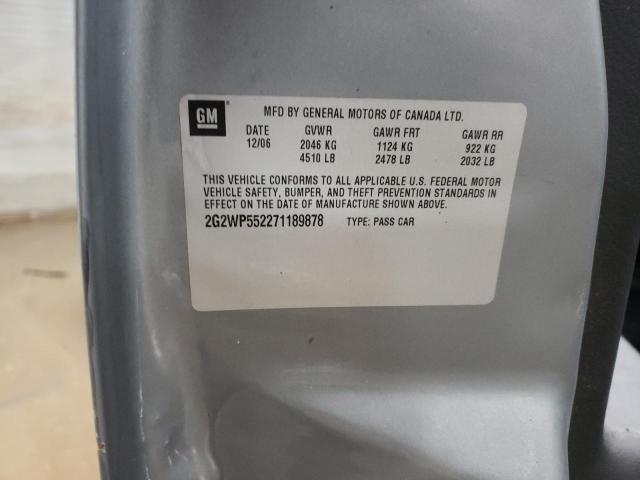 GM MFD BY GENERAL MOTORS OF CANADA LTD.
DATE GVWR GAWR FRT GAWR RR
12/06 2046 KG 1124 KG 922 KG
4510 LB 2478 LB 2032 LB
THIS VEHICLE CONFORMS TO ALL APPLICABLE U.S. FEDERAL MOTOR
VEHICLE SAFETY, BUMPER, AND THEFT PREVENTION STANDARDS IN
EFFECT ON THE DATE OF MANUFACTURE SHOWN ABOVE.
2G2WP552271189878 TYPE: PASS CAR